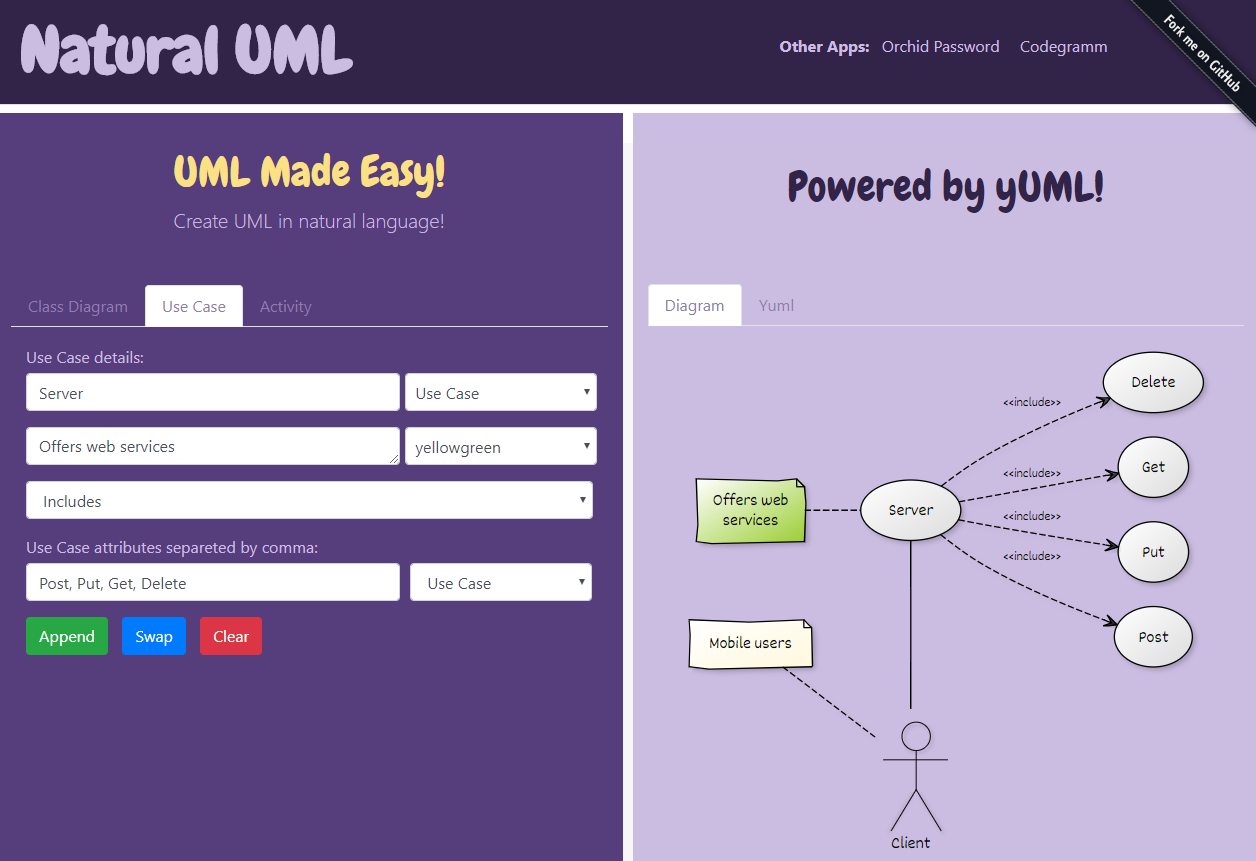 Natural UML
Other Apps: Orchid Password Codegramm
Fork me on GitHub
UML Made Easy!
Create UML in natural language!
Class Diagram Use Case Activity
Use Case details:
Server Use Case
Offers web services yellowgreen
Includes
Use Case attributes separeted by comma:
Post, Put, Get, Delete Use Case
Append Swap Clear
Powered by yUML!
Diagram Yuml
Delete
<<include>>
Get
<<include>>
Offers web
services
Server
<<include>>
Put
<<include>>
Post
Mobile users
Client